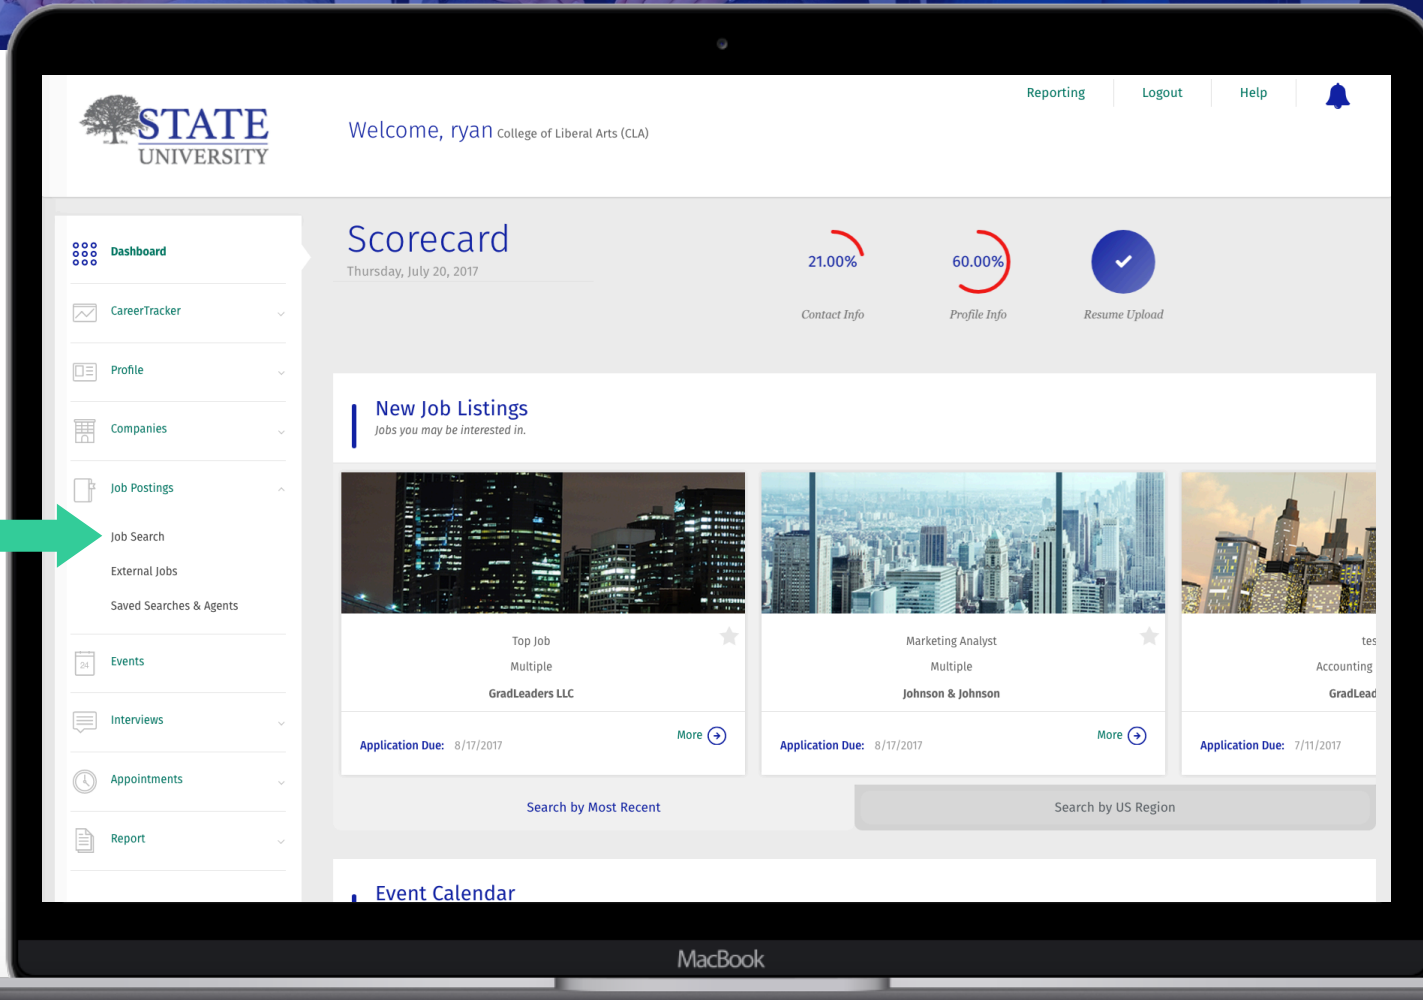 STATE
UNIVERSITY
Welcome, ryan College of Liberal Arts (CLA)
Reporting
Logout
Help
Dashboard
CareerTracker
Profile
Companies
Job Postings
Job Search
External Jobs
Saved Searches & Agents
24
Events
Interviews
Appointments
Report
Scorecard
Thursday, July 20, 2017
21.00%
Contact Info
60.00%
Profile Info
Resume Upload
New Job Listings
Jobs you may be interested in.
Top Job
Multiple
GradLeaders LLC
Application Due: 8/17/2017
More
Marketing Analyst
Multiple
Johnson & Johnson
Application Due: 8/17/2017
More
tes
Accounting
GradLead
Application Due: 7/11/2017
Search by Most Recent
Search by US Region
Event Calendar
MacBook